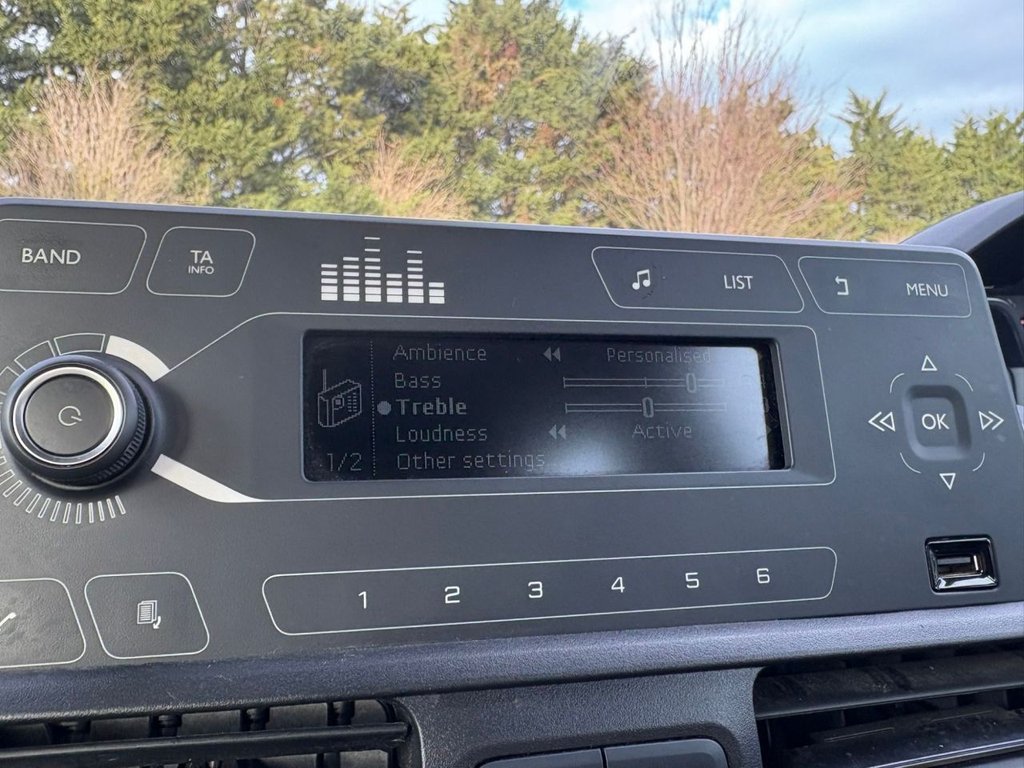 BAND
TA
INFO
LIST
MENU
Ambience Personalised
Bass
Treble
Loudness Active
1/2 Other settings
OK
1 2 3 4 5 6